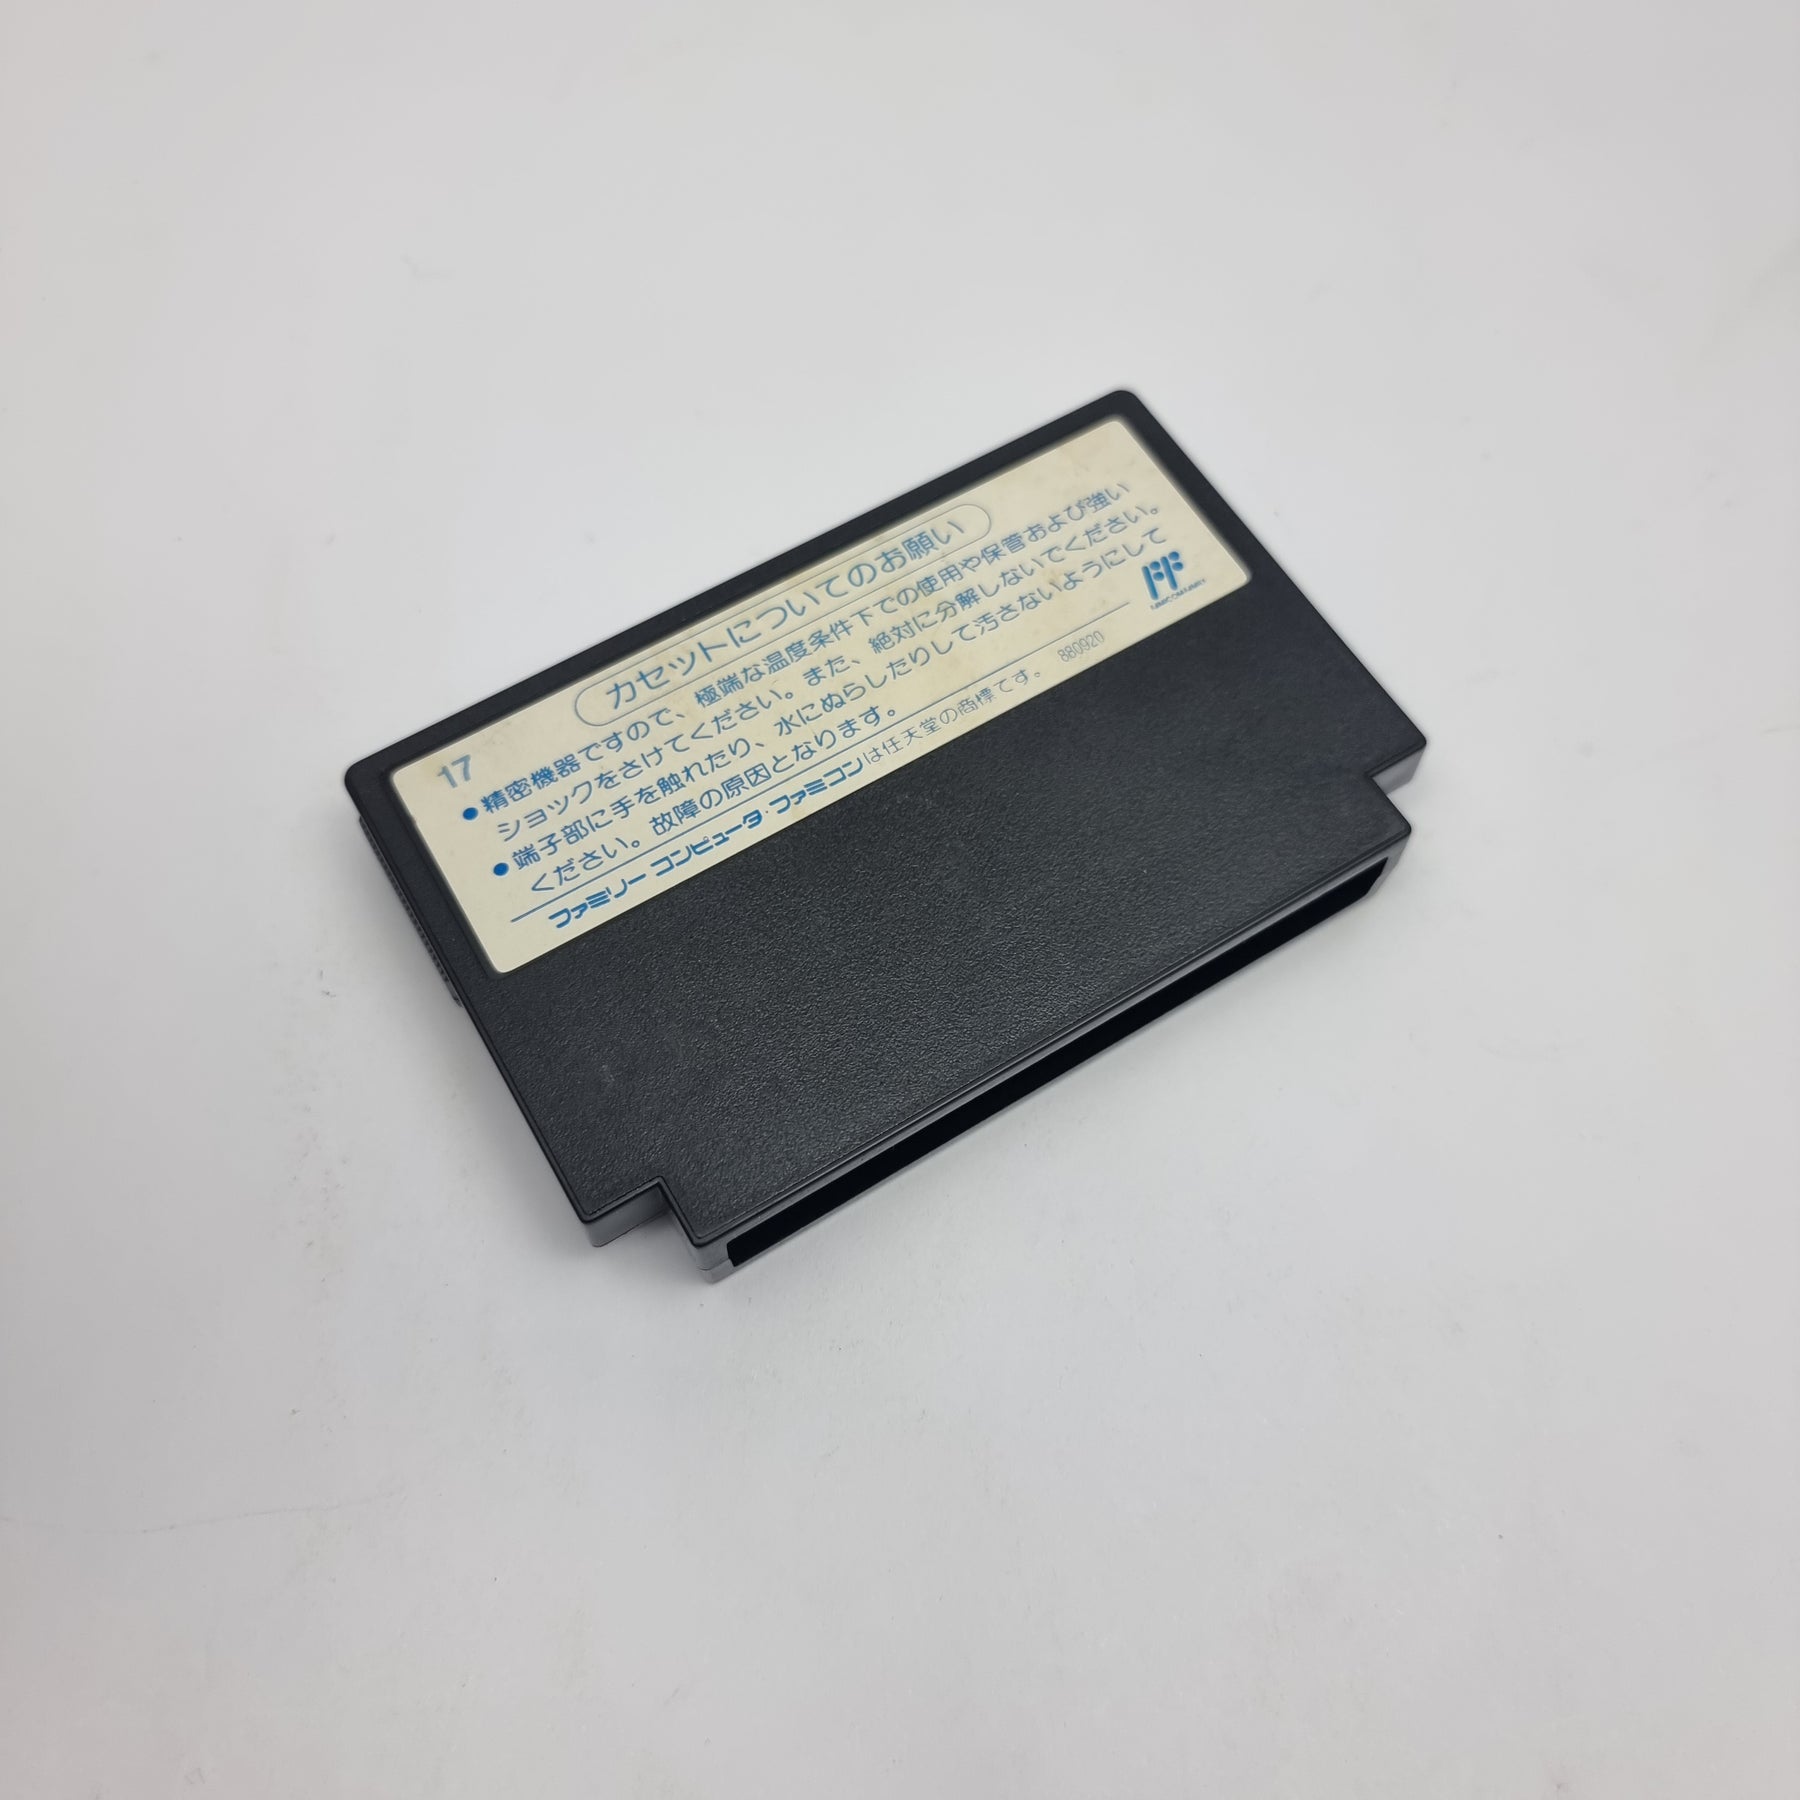 カセットについてのお願い
17
●精密機器ですので、極端な温度条件下での使用や保管および強い
ショックをさけてください。また、絶対に分解しないでください。
●端子部に手を触れたり、水にぬらしたりして汚さないようにして
ください。故障の原因となります。
ファミリーコンピュータ・ファミコンは任天堂の商標です。
880920